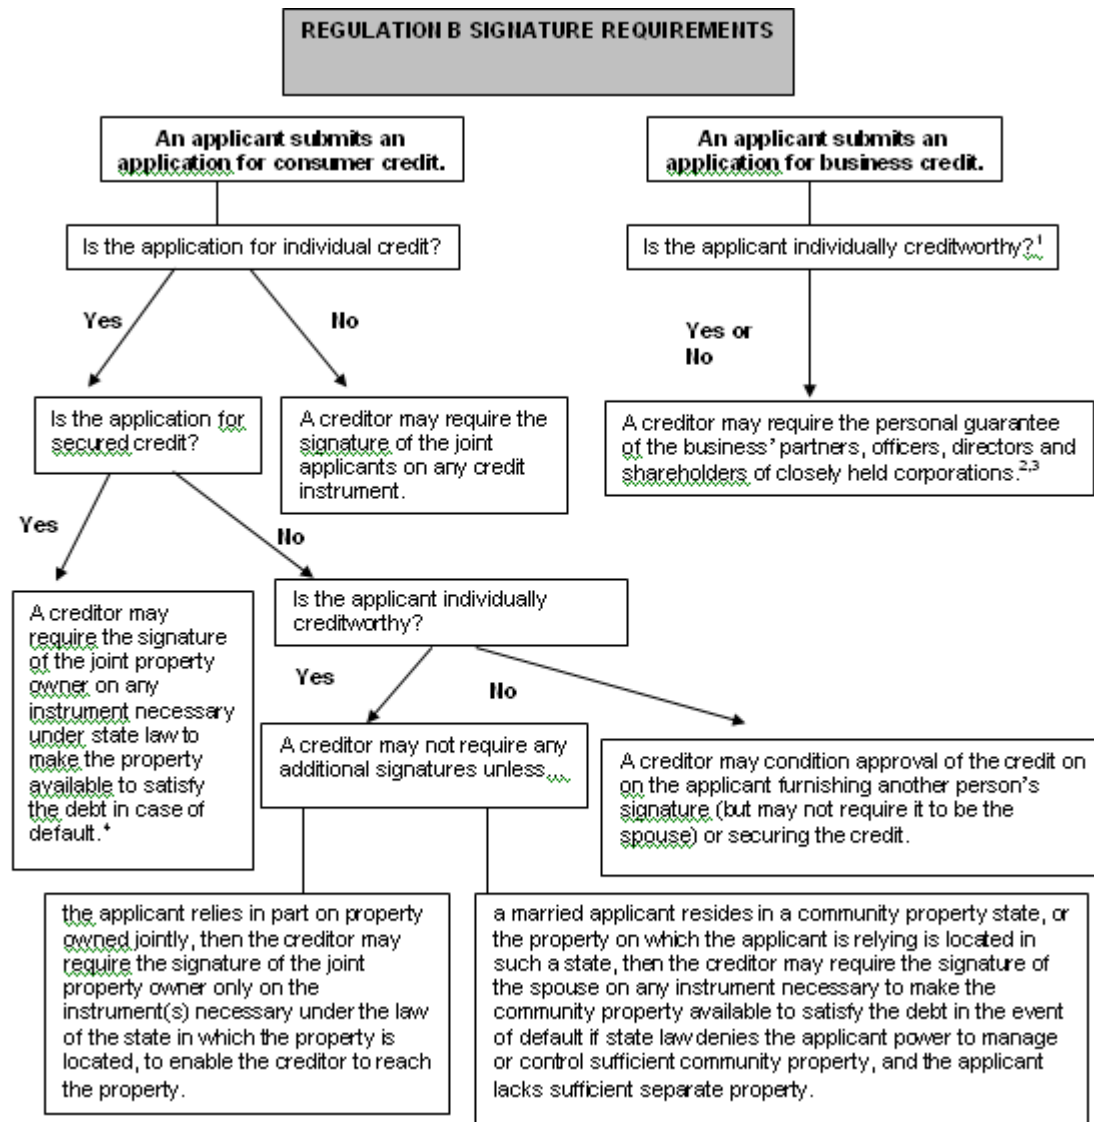 REGULATION B SIGNATURE REQUIREMENTS
An applicant submits an
application for consumer credit.
An applicant submits an
application for business credit.
Is the application for individual credit?
Is the applicant individually creditworthy?1
Yes
No
Yes or
No
Is the application for
secured credit?
A creditor may require the
signature of the joint
applicants on any credit
instrument.
A creditor may require the personal guarantee
of the business’ partners, officers, directors and
shareholders of closely held corporations.2,3
Yes
No
A creditor may
require the signature
of the joint property
owner on any
instrument necessary
under state law to
make the property
available to satisfy
the debt in case of
default.4
Is the applicant individually
creditworthy?
Yes
No
A creditor may not require any
additional signatures unless...
A creditor may condition approval of the credit on
on the applicant furnishing another person’s
signature (but may not require it to be the
spouse) or securing the credit.
the applicant relies in part on property
owned jointly, then the creditor may
require the signature of the joint
property owner only on the
instrument(s) necessary under the law
of the state in which the property is
located, to enable the creditor to reach
the property.
a married applicant resides in a community property state, or
the property on which the applicant is relying is located in
such a state, then the creditor may require the signature of
the spouse on any instrument necessary to make the
community property available to satisfy the debt in the event
of default if state law denies the applicant power to manage
or control sufficient community property, and the applicant
lacks sufficient separate property.